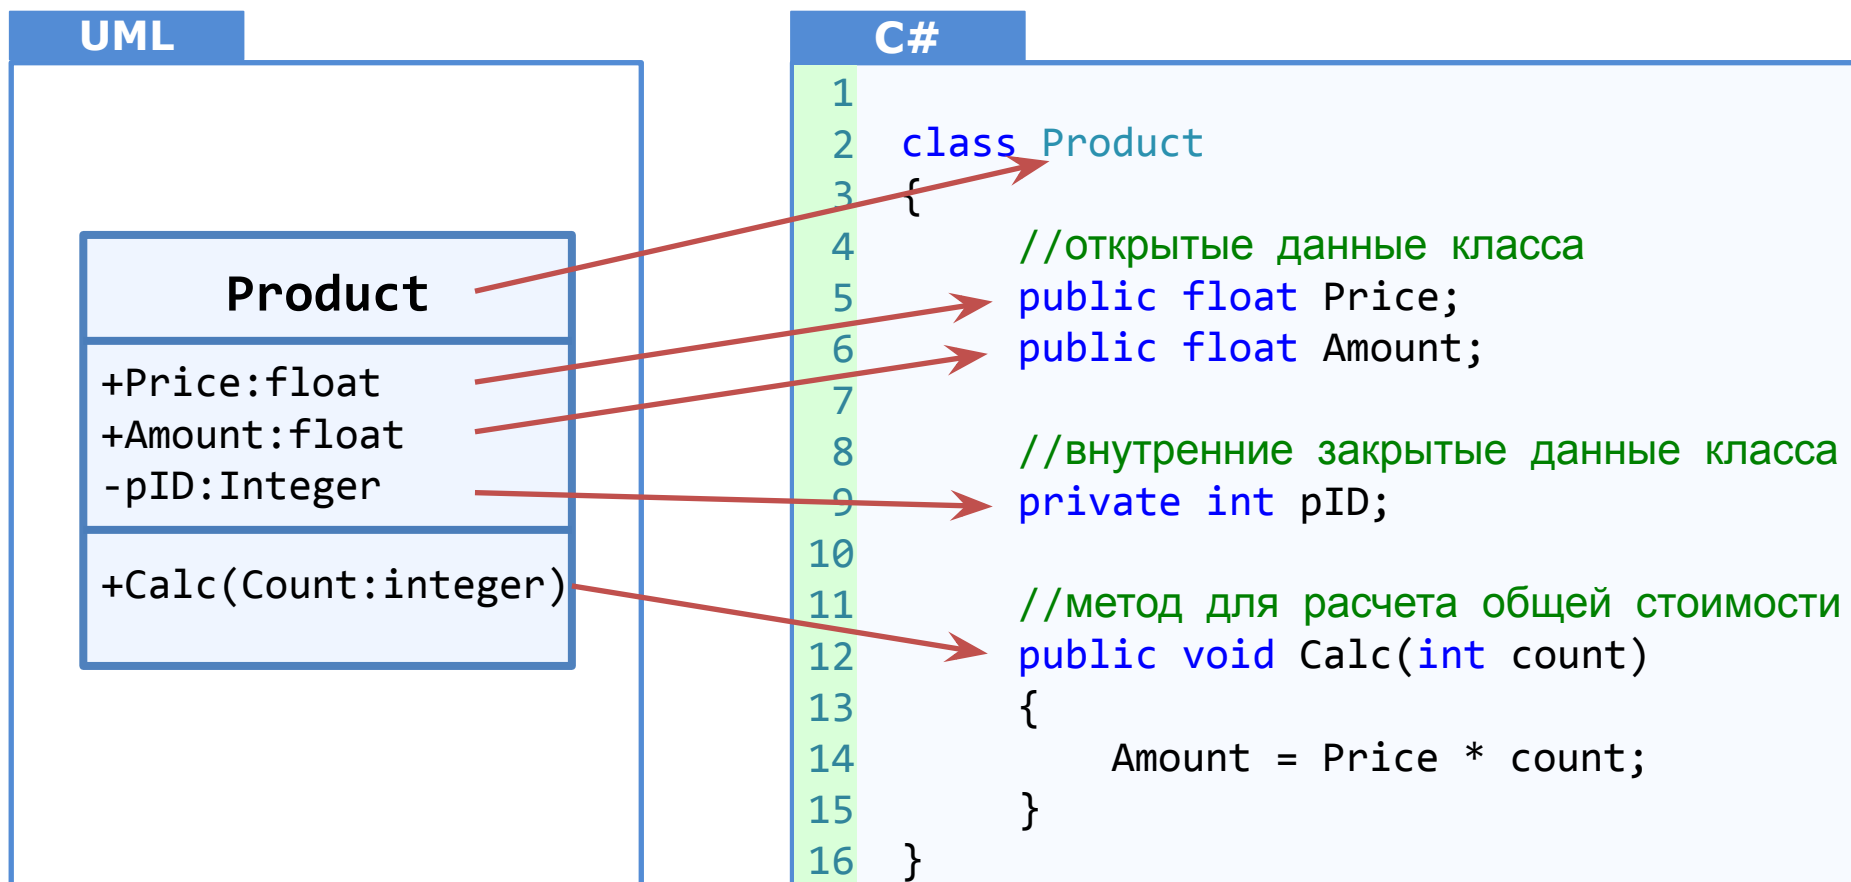 UML
Product
+Price:float
+Amount:float
-pID:Integer
+Calc(Count:integer)
C#
1
2 class Product
3 {
4 //открытые данные класса
5 public float Price;
6 public float Amount;
7
8 //внутренние закрытые данные класса
9 private int pID;
10
11 //метод для расчета общей стоимости
12 public void Calc(int count)
13 {
14 Amount = Price * count;
15 }
16 }